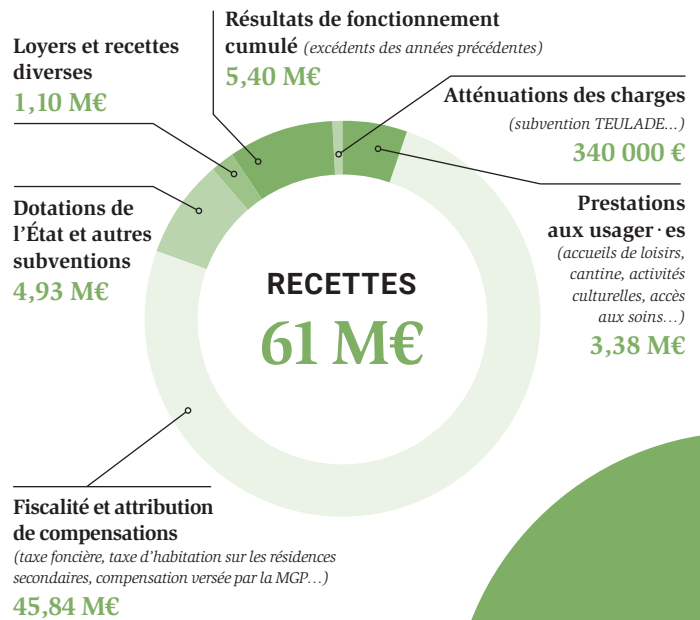 Résultats de fonctionnement
cumulé (excédents des années précédentes)
5,40 M€
Loyers et recettes
diverses
1,10 M€
Atténuations des charges
(subvention TEULADE...)
340 000 €
Prestations
aux usager·es
(accueils de loisirs,
cantine, activités
culturelles, accès
aux soins…)
3,38 M€
Dotations de
l’État et autres
subventions
4,93 M€
RECETTES
61 M€
Fiscalité et attribution
de compensations
(taxe foncière, taxe d’habitation sur les résidences
secondaires, compensation versée par la MGP…)
45,84 M€